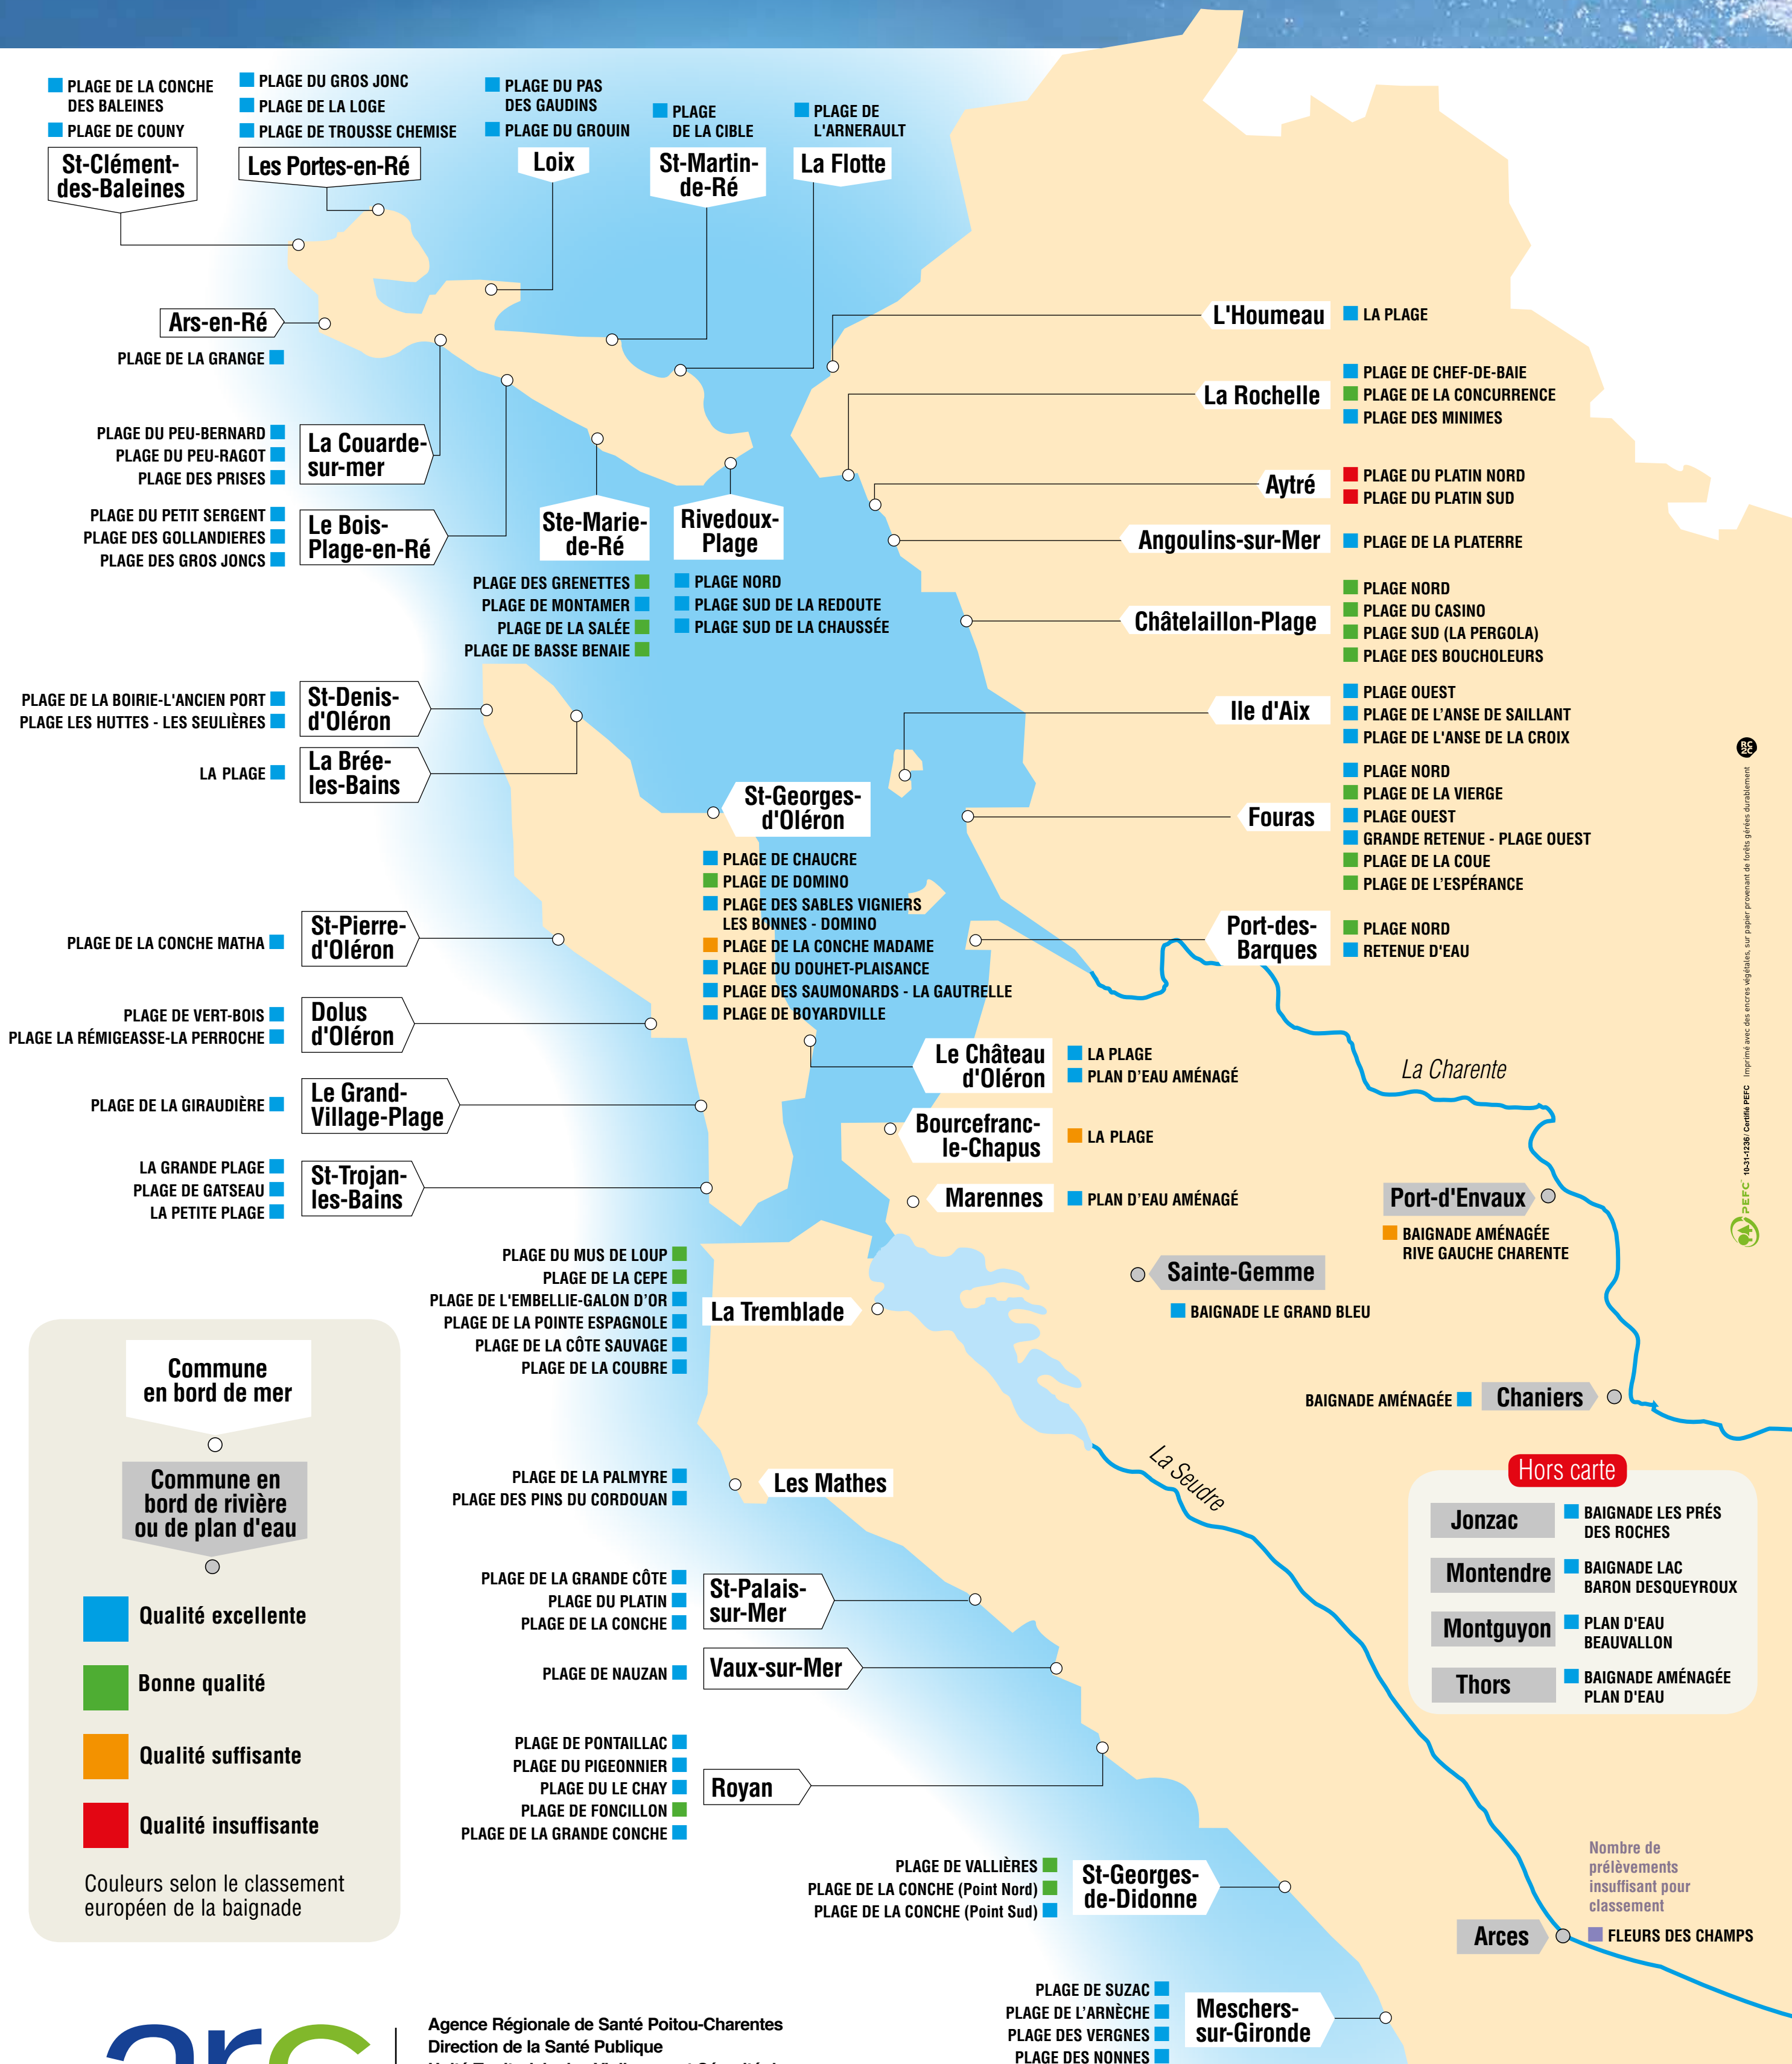 PLAGE DE LA CONCHE
DES BALEINES
PLAGE DE COUNY
St-Clément-
des-Baleines
PLAGE DU GROS JONC
PLAGE DE LA LOGE
PLAGE DE TROUSSE CHEMISE
Les Portes-en-Ré
PLAGE DU PAS
DES GAUDINS
PLAGE DU GROUIN
Loix
PLAGE
DE LA CIBLE
St-Martin-
de-Ré
PLAGE DE
L'ARNERAULT
La Flotte
Ars-en-Ré
PLAGE DE LA GRANGE
PLAGE DU PEU-BERNARD
PLAGE DU PEU-RAGOT
PLAGE DES PRISES
La Couarde-
sur-mer
PLAGE DU PETIT SERGENT
PLAGE DES GOLLANDIERES
PLAGE DES GROS JONCS
Le Bois-
Plage-en-Ré
Ste-Marie-
de-Ré
PLAGE DES GRENETTES
PLAGE DE MONTAMER
PLAGE DE LA SALÉE
PLAGE DE BASSE BENAIE
Rivedoux-
Plage
PLAGE NORD
PLAGE SUD DE LA REDOUTE
PLAGE SUD DE LA CHAUSSÉE
L'Houmeau
LA PLAGE
La Rochelle
PLAGE DE CHEF-DE-BAIE
PLAGE DE LA CONCURRENCE
PLAGE DES MINIMES
Aytré
PLAGE DU PLATIN NORD
PLAGE DU PLATIN SUD
Angoulins-sur-Mer
PLAGE DE LA PLATERRE
Châtelaillon-Plage
PLAGE NORD
PLAGE DU CASINO
PLAGE SUD (LA PERGOLA)
PLAGE DES BOUCHOLEURS
Ile d'Aix
PLAGE OUEST
PLAGE DE L'ANSE DE SAILLANT
PLAGE DE L'ANSE DE LA CROIX
Fouras
PLAGE NORD
PLAGE DE LA VIERGE
PLAGE OUEST
GRANDE RETENUE - PLAGE OUEST
PLAGE DE LA COUE
PLAGE DE L'ESPÉRANCE
Port-des-
Barques
PLAGE NORD
RETENUE D'EAU
PLAGE DE LA BOIRIE-L'ANCIEN PORT
PLAGE LES HUTTES - LES SEULIÈRES
St-Denis-
d'Oléron
LA PLAGE
La Brée-
les-Bains
St-Georges-
d'Oléron
PLAGE DE CHAUCRE
PLAGE DE DOMINO
PLAGE DES SABLES VIGNIERS
LES BONNES - DOMINO
PLAGE DE LA CONCHE MADAME
PLAGE DU DOUHET-PLAISANCE
PLAGE DES SAUMONARDS - LA GAUTRELLE
PLAGE DE BOYARDVILLE
PLAGE DE LA CONCHE MATHA
St-Pierre-
d'Oléron
PLAGE DE VERT-BOIS
PLAGE LA RÉMIGEASSE-LA PERROCHE
Dolus
d'Oléron
PLAGE DE LA GIRAUDIÈRE
Le Grand-
Village-Plage
LA GRANDE PLAGE
PLAGE DE GATSEAU
LA PETITE PLAGE
St-Trojan-
les-Bains
Le Château
d'Oléron
LA PLAGE
PLAN D'EAU AMÉNAGÉ
Bourcefranc-
le-Chapus
LA PLAGE
Marennes
PLAN D'EAU AMÉNAGÉ
La Charente
Port-d'Envaux
BAIGNADE AMÉNAGÉE
RIVE GAUCHE CHARENTE
Sainte-Gemme
BAIGNADE LE GRAND BLEU
BAIGNADE AMÉNAGÉE
Chaniers
PLAGE DU MUS DE LOUP
PLAGE DE LA CEPE
PLAGE DE L'EMBELLIE-GALON D'OR
PLAGE DE LA POINTE ESPAGNOLE
PLAGE DE LA CÔTE SAUVAGE
PLAGE DE LA COUBRE
La Tremblade
La Seudre
PLAGE DE LA PALMYRE
PLAGE DES PINS DU CORDOUAN
Les Mathes
PLAGE DE LA GRANDE CÔTE
PLAGE DU PLATIN
PLAGE DE LA CONCHE
St-Palais-
sur-Mer
PLAGE DE NAUZAN
Vaux-sur-Mer
PLAGE DE PONTAILLAC
PLAGE DU PIGEONNIER
PLAGE DU LE CHAY
PLAGE DE FONCILLON
PLAGE DE LA GRANDE CONCHE
Royan
PLAGE DE VALLIÈRES
PLAGE DE LA CONCHE (Point Nord)
PLAGE DE LA CONCHE (Point Sud)
St-Georges-
de-Didonne
PLAGE DE SUZAC
PLAGE DE L'ARNÈCHE
PLAGE DES VERGNES
PLAGE DES NONNES
Meschers-
sur-Gironde
Hors carte
Jonzac
BAIGNADE LES PRÉS
DES ROCHES
Montendre
BAIGNADE LAC
BARON DESQUEYROUX
Montguyon
PLAN D'EAU
BEAUVALLON
Thors
BAIGNADE AMÉNAGÉE
PLAN D'EAU
Nombre de
prélèvements
insuffisant pour
classement
Arces
FLEURS DES CHAMPS
Commune
en bord de mer
Commune en
bord de rivière
ou de plan d'eau
Qualité excellente
Bonne qualité
Qualité suffisante
Qualité insuffisante
Couleurs selon le classement
européen de la baignade
ars
Agence Régionale de Santé Poitou-Charentes
Direction de la Santé Publique
RC
2C
PEFC 10-31-1236/ Certifié PEFC Imprimé avec des encres végétales, sur papier provenant de forêts gérées durablement